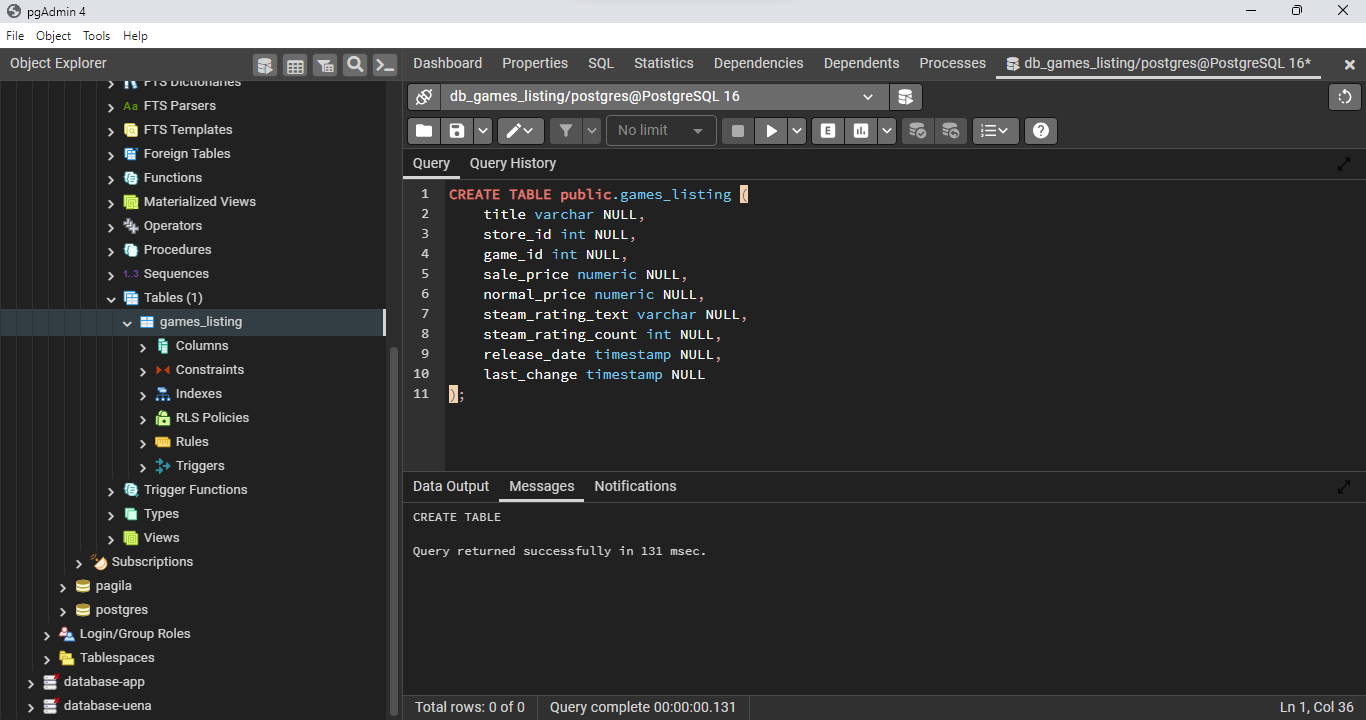 pgAdmin 4
File Object Tools Help
Object Explorer
Dashboard Properties SQL Statistics Dependencies Dependents Processes db_games_listing/postgres@PostgreSQL 16*
FTS Dictionaries
Aa FTS Parsers
FTS Templates
Foreign Tables
Functions
Materialized Views
Operators
Procedures
1..3 Sequences
Tables (1)
games_listing
Columns
Constraints
Indexes
RLS Policies
Rules
Triggers
Trigger Functions
Types
Views
Subscriptions
pagila
postgres
Login/Group Roles
Tablespaces
database-app
database-uena
db_games_listing/postgres@PostgreSQL 16
No limit
E
Query Query History
1 CREATE TABLE public.games_listing (
2 title varchar NULL,
3 store_id int NULL,
4 game_id int NULL,
5 sale_price numeric NULL,
6 normal_price numeric NULL,
7 steam_rating_text varchar NULL,
8 steam_rating_count int NULL,
9 release_date timestamp NULL,
10 last_change timestamp NULL
11 );
Data Output Messages Notifications
CREATE TABLE
Query returned successfully in 131 msec.
Total rows: 0 of 0 Query complete 00:00:00.131 Ln 1, Col 36